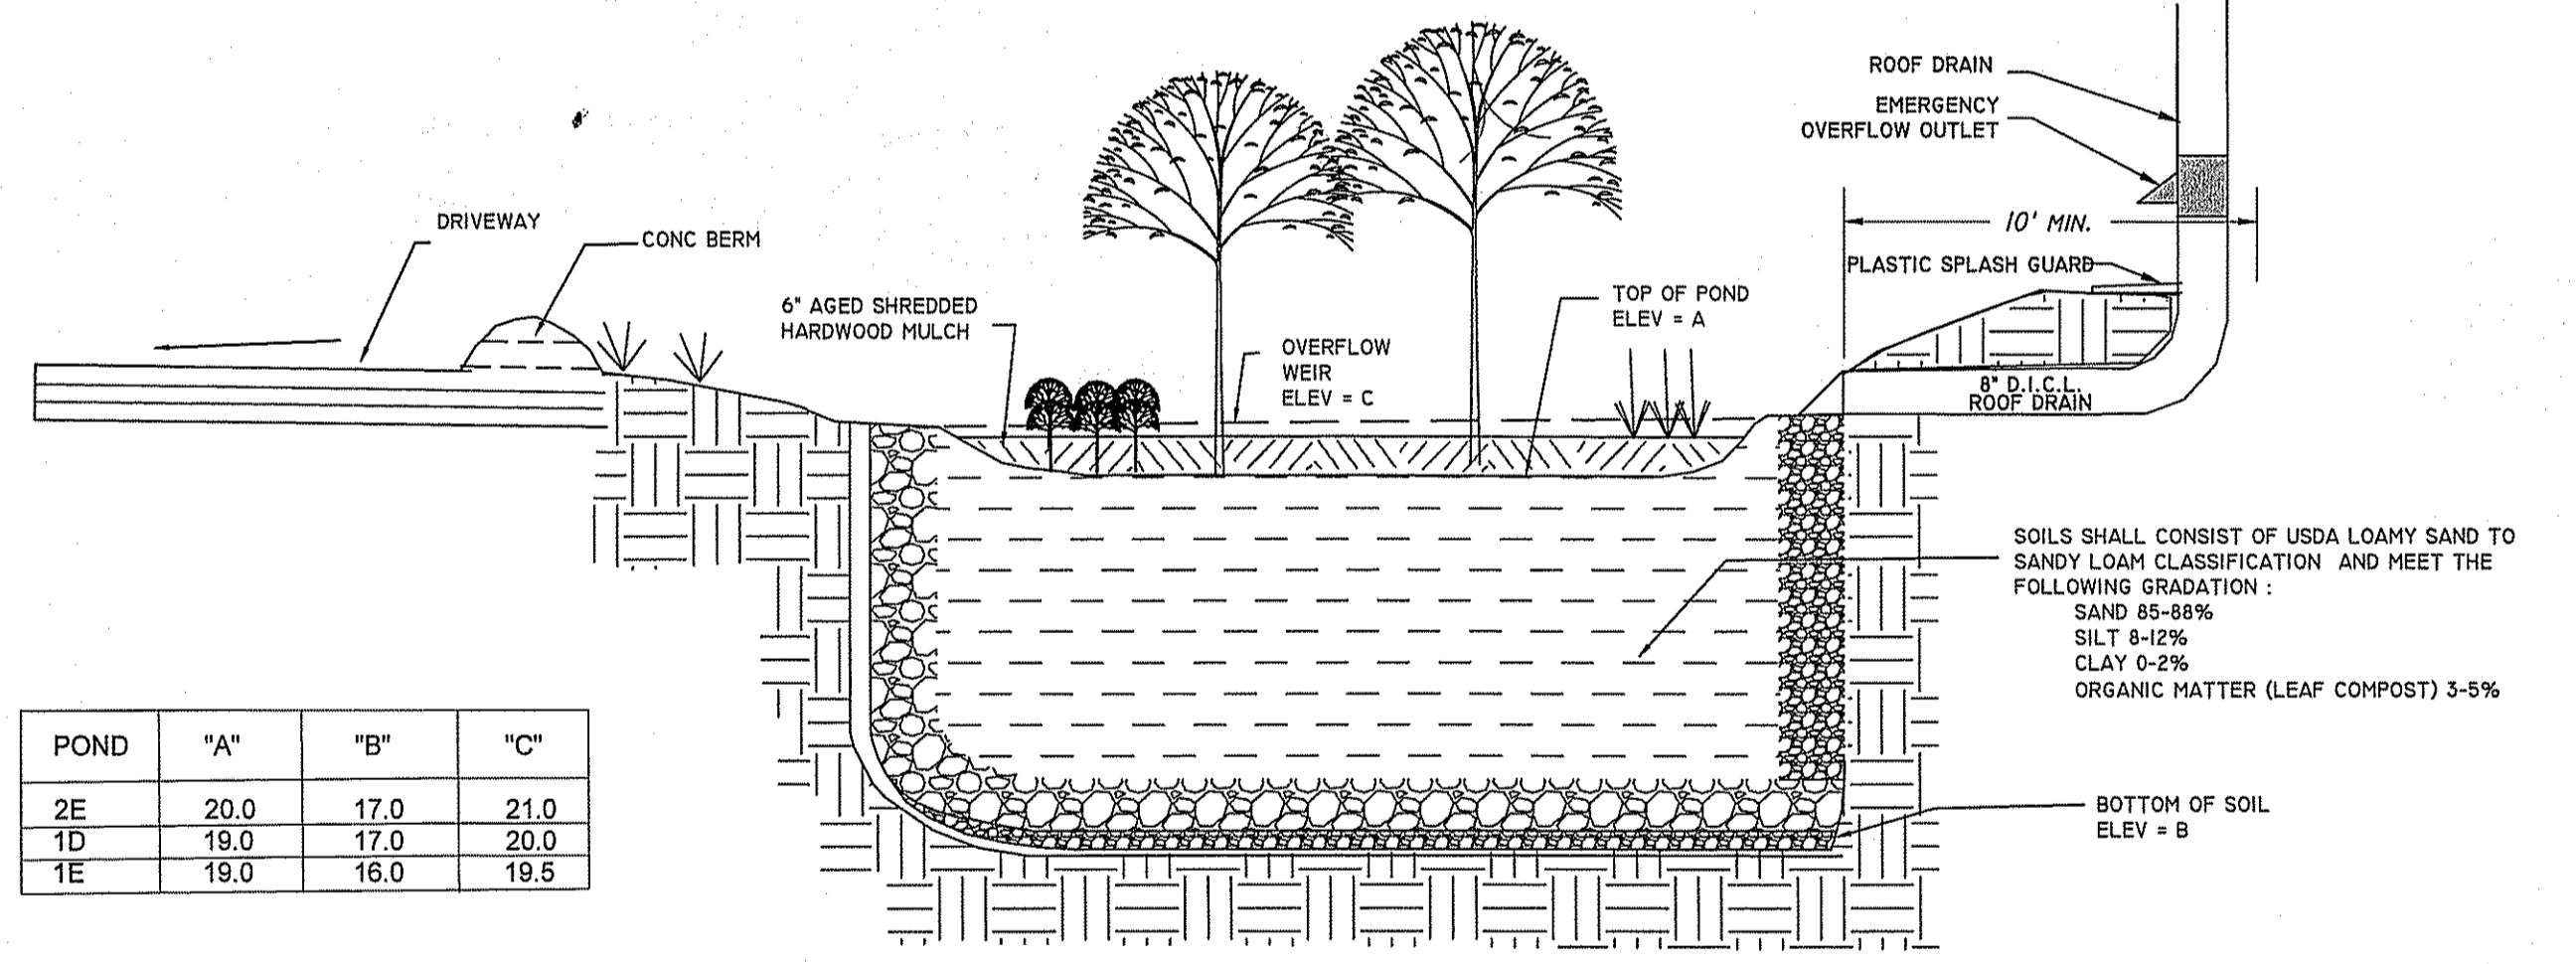 ROOF DRAIN
EMERGENCY
OVERFLOW OUTLET
10' MIN.
PLASTIC SPLASH GUARD
8" D.I.C.L.
ROOF DRAIN
DRIVEWAY
CONC BERM
6" AGED SHREDDED
HARDWOOD MULCH
OVERFLOW
WEIR
ELEV = C
TOP OF POND
ELEV = A
SOILS SHALL CONSIST OF USDA LOAMY SAND TO
SANDY LOAM CLASSIFICATION AND MEET THE
FOLLOWING GRADATION :
SAND 85-88%
SILT 8-12%
CLAY 0-2%
ORGANIC MATTER (LEAF COMPOST) 3-5%
BOTTOM OF SOIL
ELEV = B
POND "A" "B" "C"
2E 20.0 17.0 21.0
1D 19.0 17.0 20.0
1E 19.0 16.0 19.5